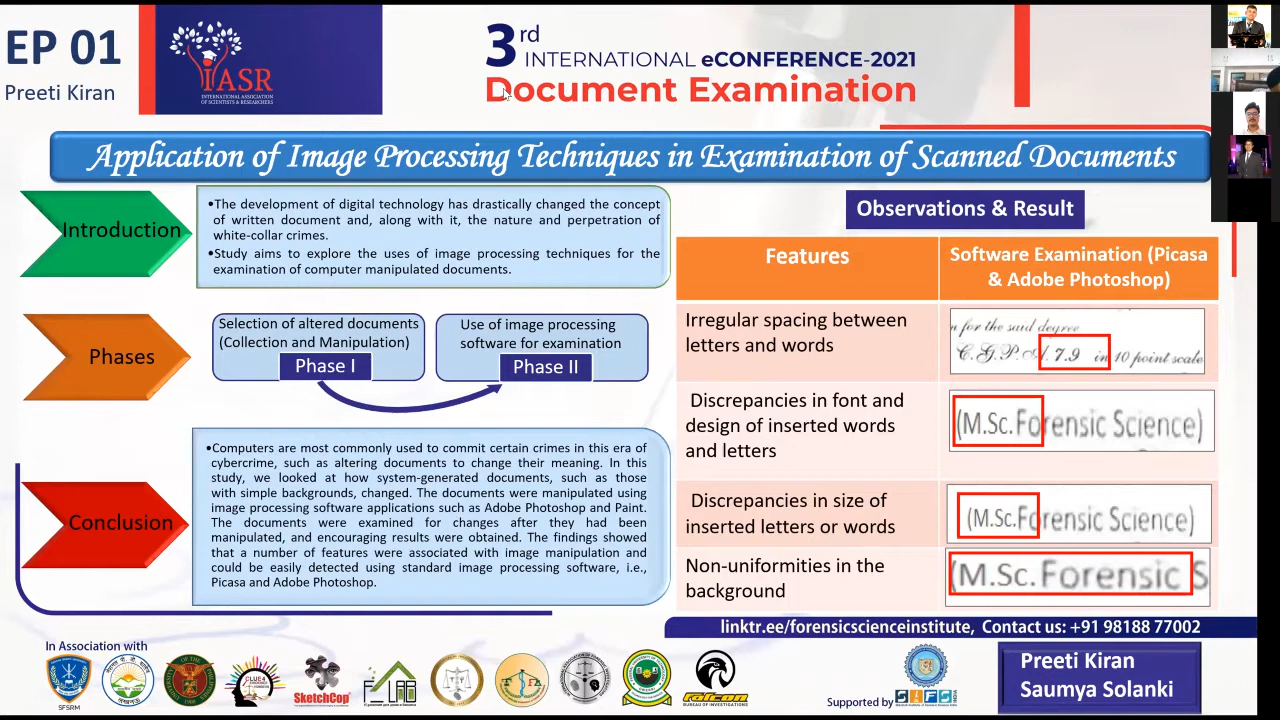 EP 01
Preeti Kiran
IASR
INTERNATIONAL ASSOCIATION
OF SCIENTISTS & RESEARCHERS
3rd
INTERNATIONAL eCONFERENCE-2021
Document Examination
Application of Image Processing Techniques in Examination of Scanned Documents
Introduction
•The development of digital technology has drastically changed the concept
of written document and, along with it, the nature and perpetration of
white-collar crimes.
•Study aims to explore the uses of image processing techniques for the
examination of computer manipulated documents.
Phases
Selection of altered documents
(Collection and Manipulation)
Phase I
Use of image processing
software for examination
Phase II
Conclusion
•Computers are most commonly used to commit certain crimes in this era of
cybercrime, such as altering documents to change their meaning. In this
study, we looked at how system-generated documents, such as those
with simple backgrounds, changed. The documents were manipulated using
image processing software applications such as Adobe Photoshop and Paint.
The documents were examined for changes after they had been
manipulated, and encouraging results were obtained. The findings showed
that a number of features were associated with image manipulation and
could be easily detected using standard image processing software, i.e.,
Picasa and Adobe Photoshop.
Observations & Result
Features
Software Examination (Picasa
& Adobe Photoshop)
Irregular spacing between
letters and words
n for the said degree
C.G.P.A. 7.9 in 10 point scale
Discrepancies in font and
design of inserted words
and letters
(M.Sc.Forensic Science)
Discrepancies in size of
inserted letters or words
(M.Sc.Forensic Science)
Non-uniformities in the
background
(M.Sc.Forensic S
linktr.ee/forensicscienceinstitute, Contact us: +91 98188 77002
In Association with
SFSRM
CLUE4
SketchCop
falcon
BUREAU OF INVESTIGATIONS
Supported by
SIFS
INDIA
Preeti Kiran
Saumya Solanki